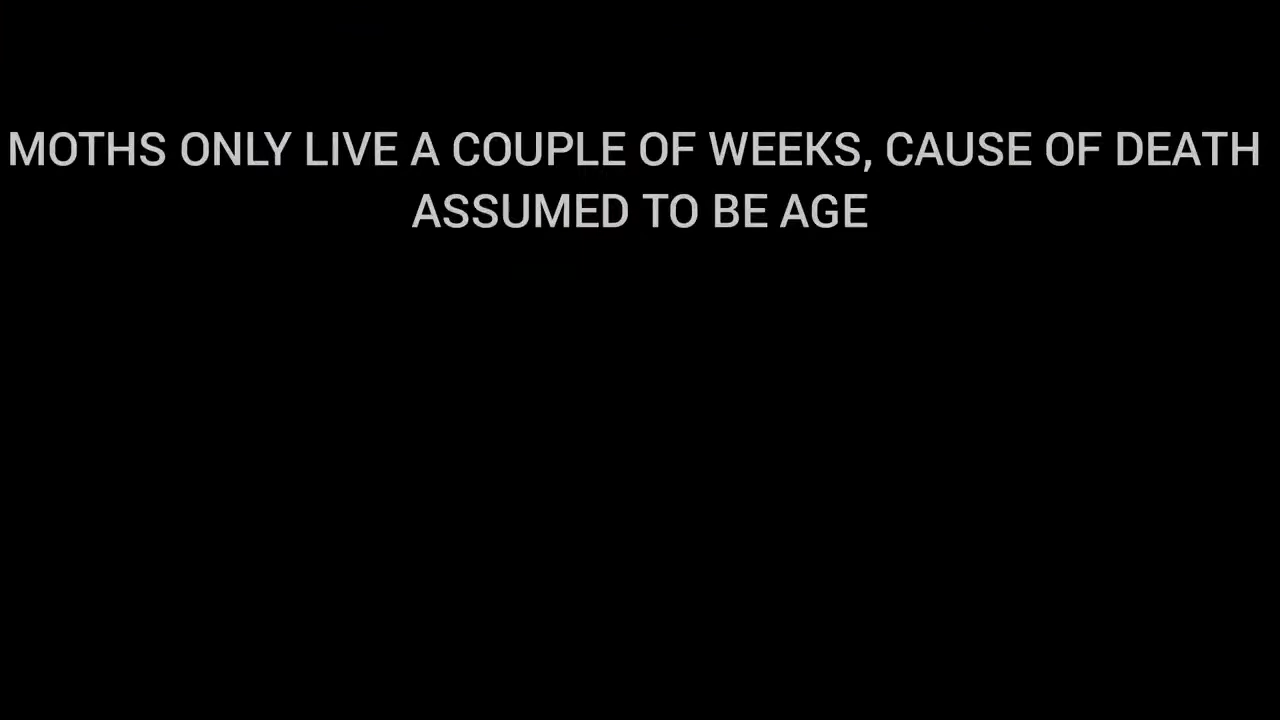 MOTHS ONLY LIVE A COUPLE OF WEEKS, CAUSE OF DEATH
ASSUMED TO BE AGE